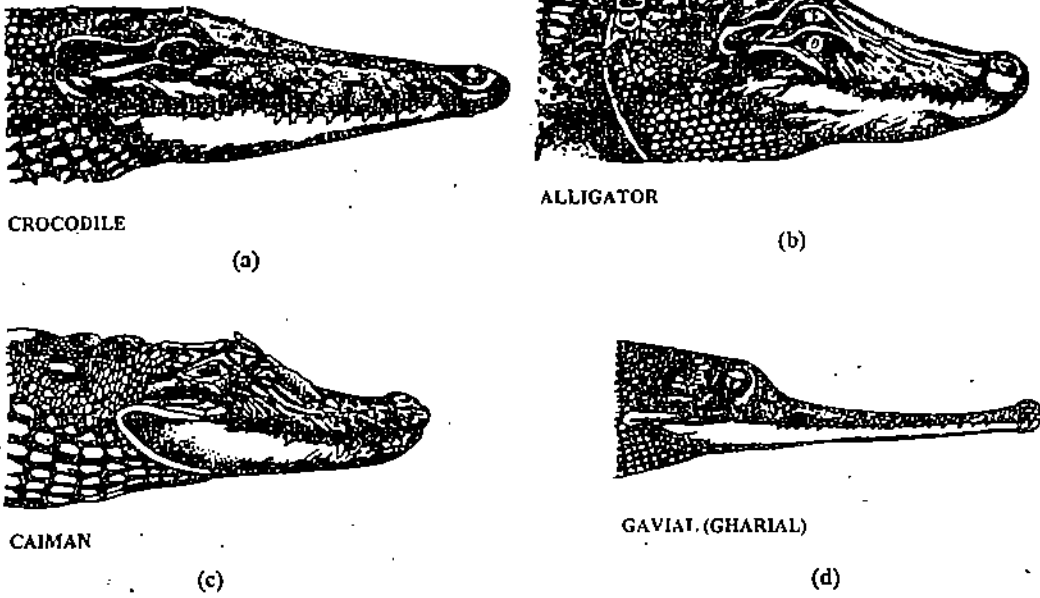 CROCODILE
(a)
ALLIGATOR
(b)
CAIMAN
(c)
GAVIAL (GHARIAL)
(d)